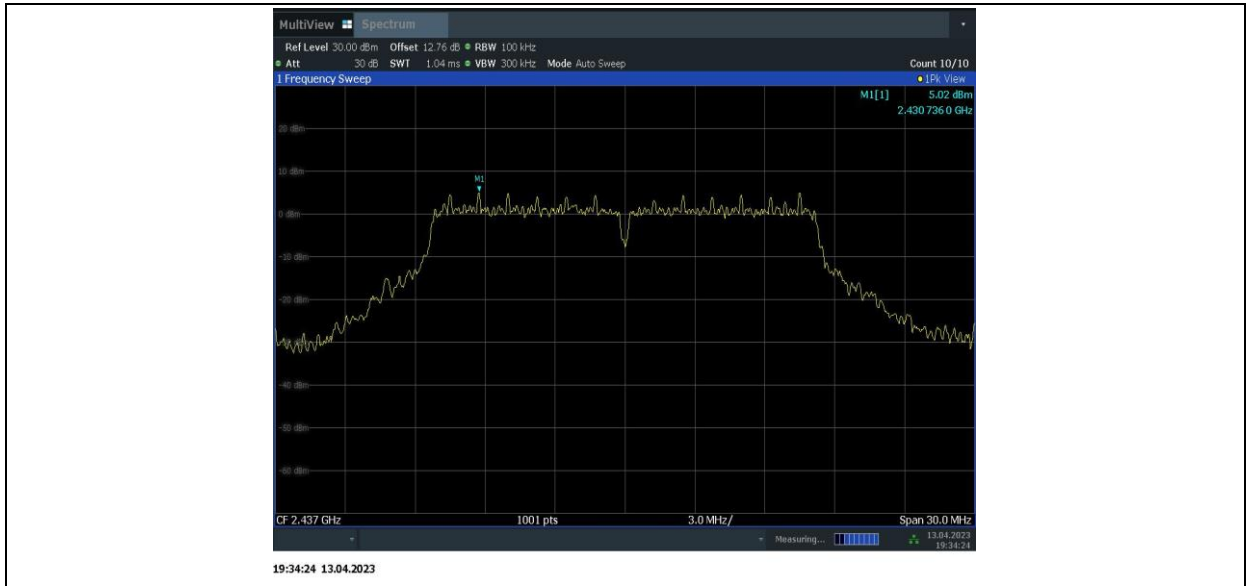 MultiView Spectrum
Ref Level 30.00 dBm Offset 12.76 dB RBW 100 kHz
Att 30 dB SWT 1.04 ms VBW 300 kHz Mode Auto Sweep Count 10/10
1 Frequency Sweep 1Pk View
M1[1] 5.02 dBm
2.430 736 0 GHz
20 dBm
10 dBm
M1
0 dBm
-10 dBm
-20 dBm
-40 dBm
-50 dBm
-60 dBm
CF 2.437 GHz 1001 pts 3.0 MHz/ Span 30.0 MHz
Measuring... 13.04.2023
19:34:24
19:34:24 13.04.2023